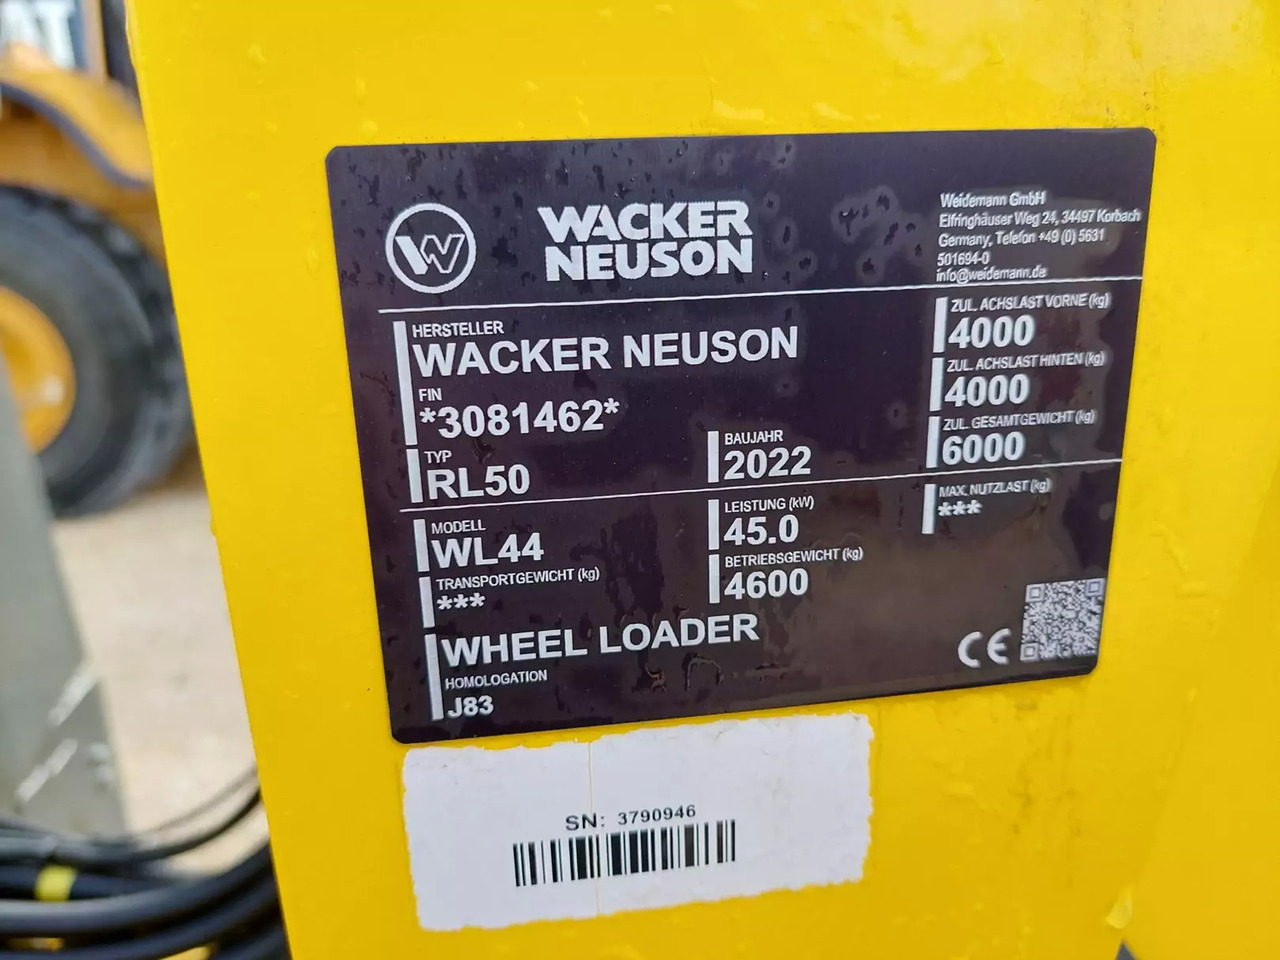 AT
W
WACKER
NEUSON
Weidemann GmbH
Elfringhäuser Weg 24, 34497 Korbach
Germany, Telefon +49 (0) 5631
501694-0
info@weidemann.de
HERSTELLER
WACKER NEUSON
FIN
*3081462*
TYP
RL50
BAUJAHR
2022
ZUL. ACHSLAST VORNE (kg)
4000
ZUL. ACHSLAST HINTEN (kg)
4000
ZUL. GESAMTGEWICHT (kg)
6000
MODELL
WL44
LEISTUNG (kW)
45.0
MAX. NUTZLAST (kg)
***
TRANSPORTGEWICHT (kg)
***
BETRIEBSGEWICHT (kg)
4600
WHEEL LOADER
HOMOLOGATION
J83
CE
SN: 3790946